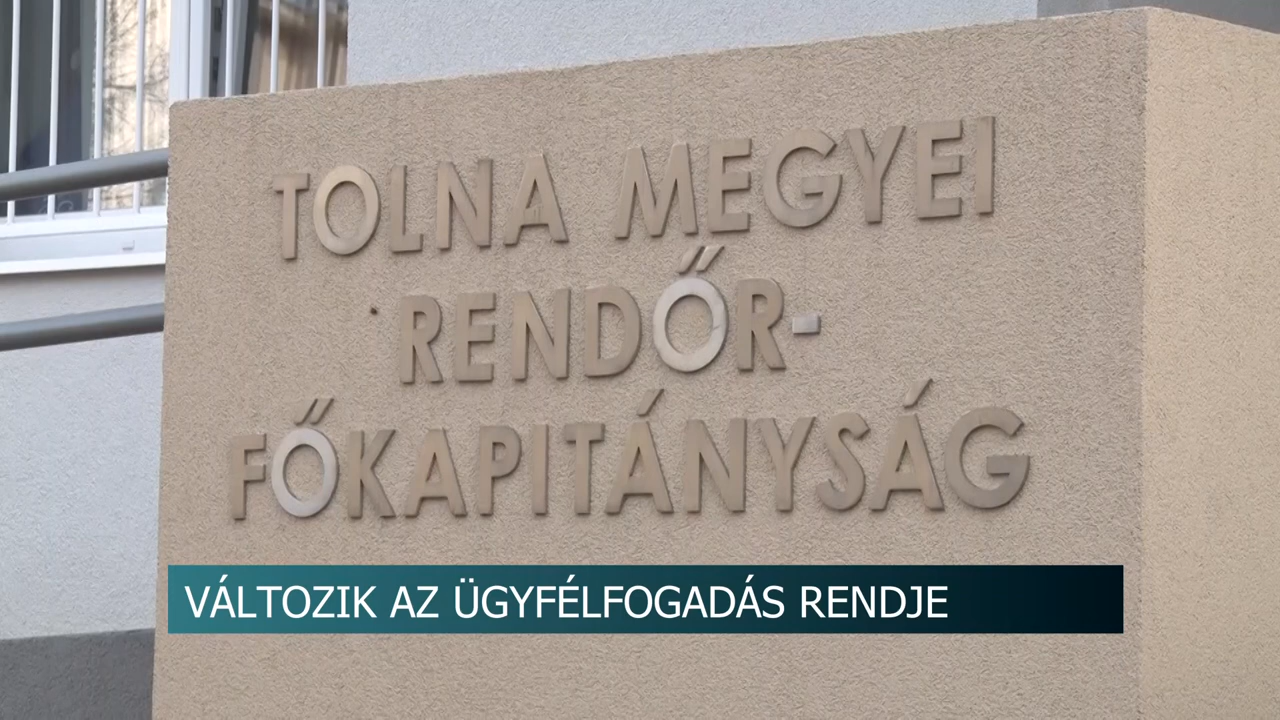 TOLNA MEGYEI
RENDŐR-
FŐKAPITÁNYSÁG
VÁLTOZIK AZ ÜGYFÉLFOGADÁS RENDJE